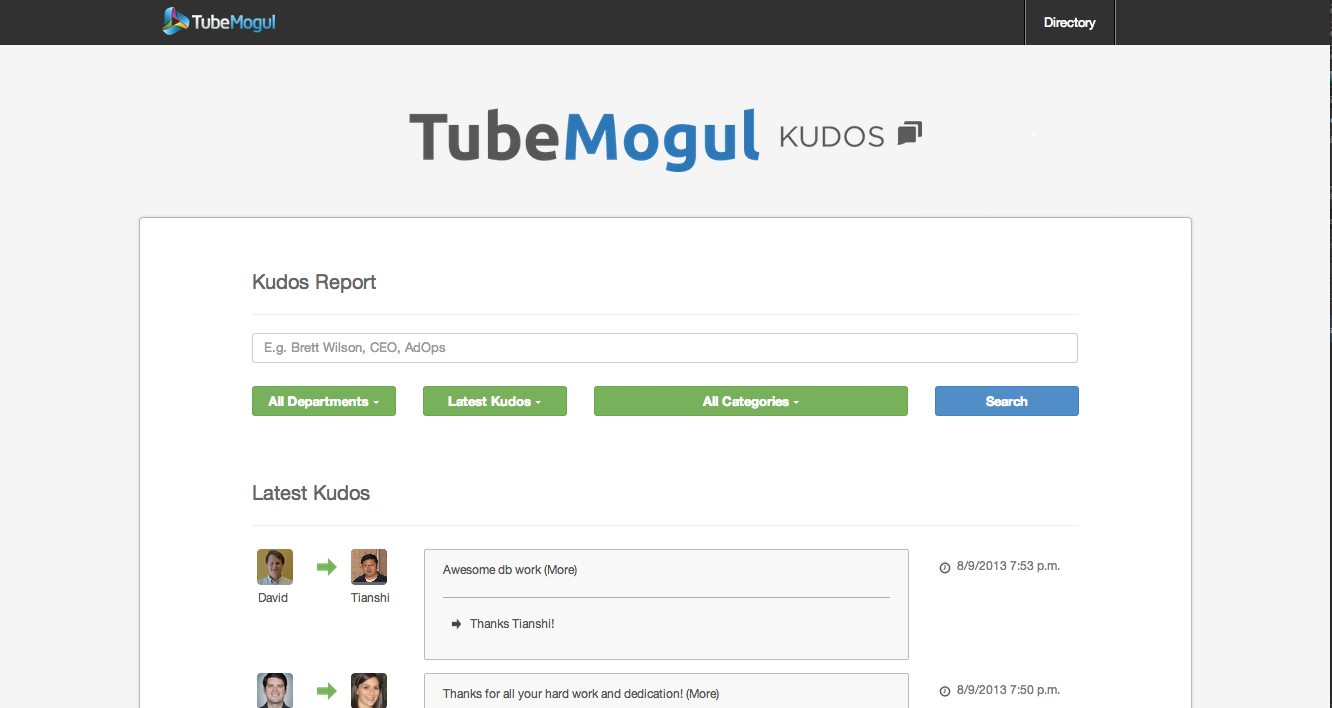 TubeMogul
Directory
TubeMogul KUDOS
Kudos Report
E.g. Brett Wilson, CEO, AdOps
All Departments
Latest Kudos
All Categories
Search
Latest Kudos
David
Tianshi
Awesome db work (More)
Thanks Tianshi!
8/9/2013 7:53 p.m.
Thanks for all your hard work and dedication! (More)
8/9/2013 7:50 p.m.